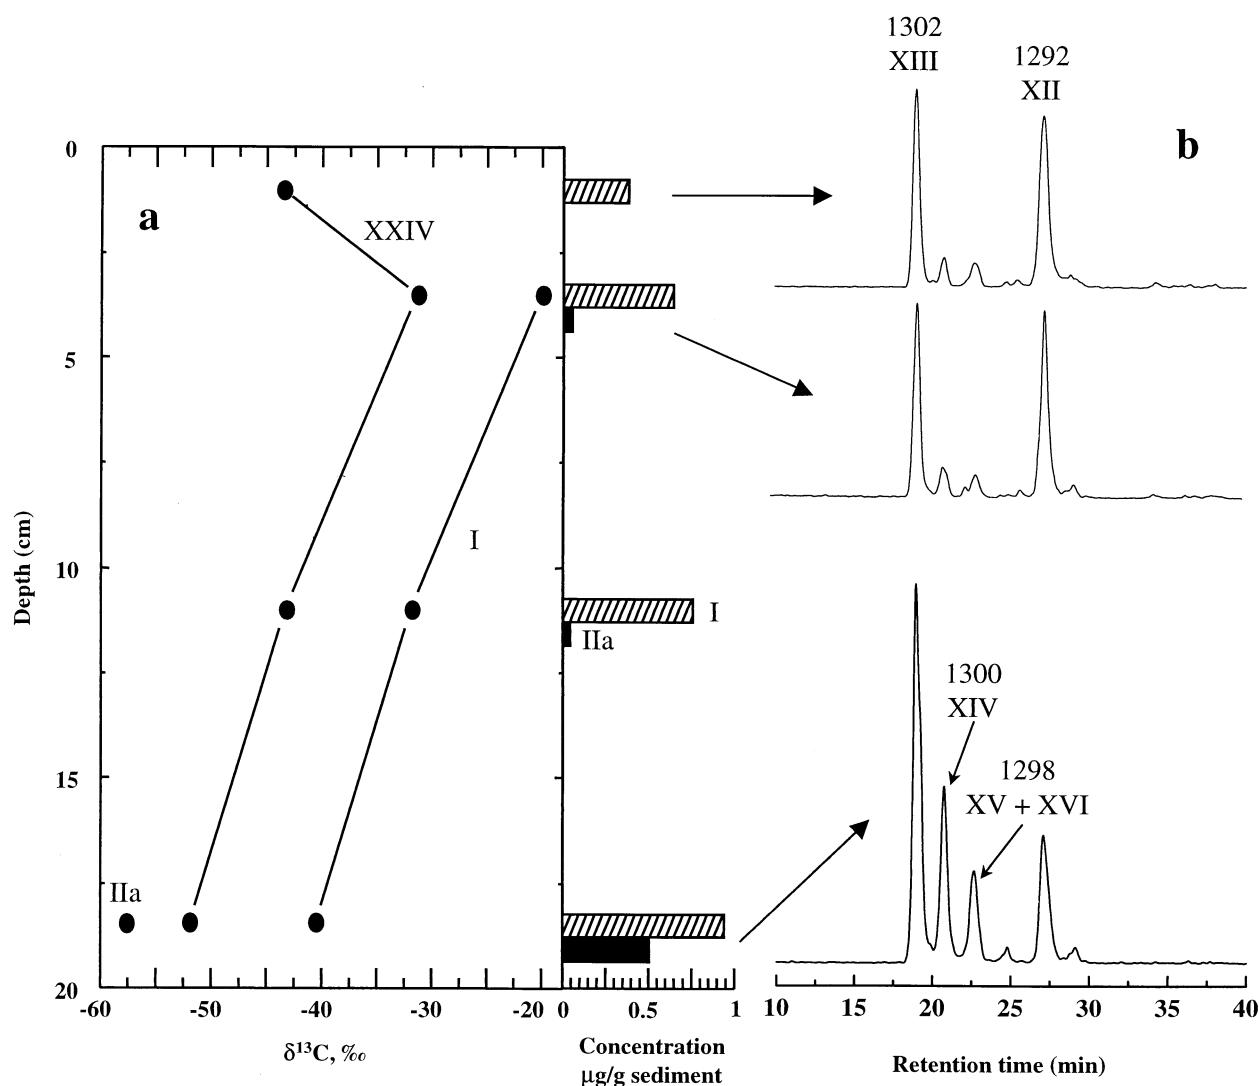 1302
XIII
1292
XII
b
0
a
XXIV
5
I
10
I
IIa
Depth (cm)
1300
XIV
1298
XV + XVI
15
IIa
20
-60
-50
-40
-30
-20
0
0.5
1
10
15
20
25
30
35
40
δ¹³C, ‰
Concentration
μg/g sediment
Retention time (min)